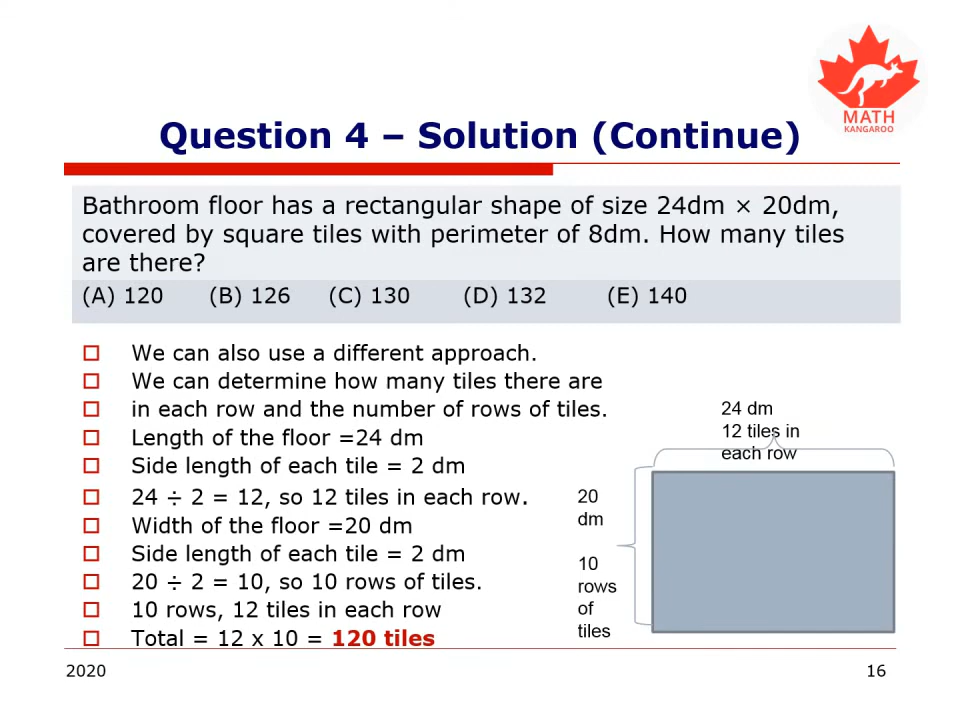 MATH
KANGAROO
Question 4 – Solution (Continue)
Bathroom floor has a rectangular shape of size 24dm × 20dm,
covered by square tiles with perimeter of 8dm. How many tiles
are there?
(A) 120 (B) 126 (C) 130 (D) 132 (E) 140
We can also use a different approach.
We can determine how many tiles there are
in each row and the number of rows of tiles.
Length of the floor =24 dm
Side length of each tile = 2 dm
24 ÷ 2 = 12, so 12 tiles in each row.
Width of the floor =20 dm
Side length of each tile = 2 dm
20 ÷ 2 = 10, so 10 rows of tiles.
10 rows, 12 tiles in each row
Total = 12 x 10 = 120 tiles
24 dm
12 tiles in
each row
20
dm
10
rows
of
tiles
2020
16